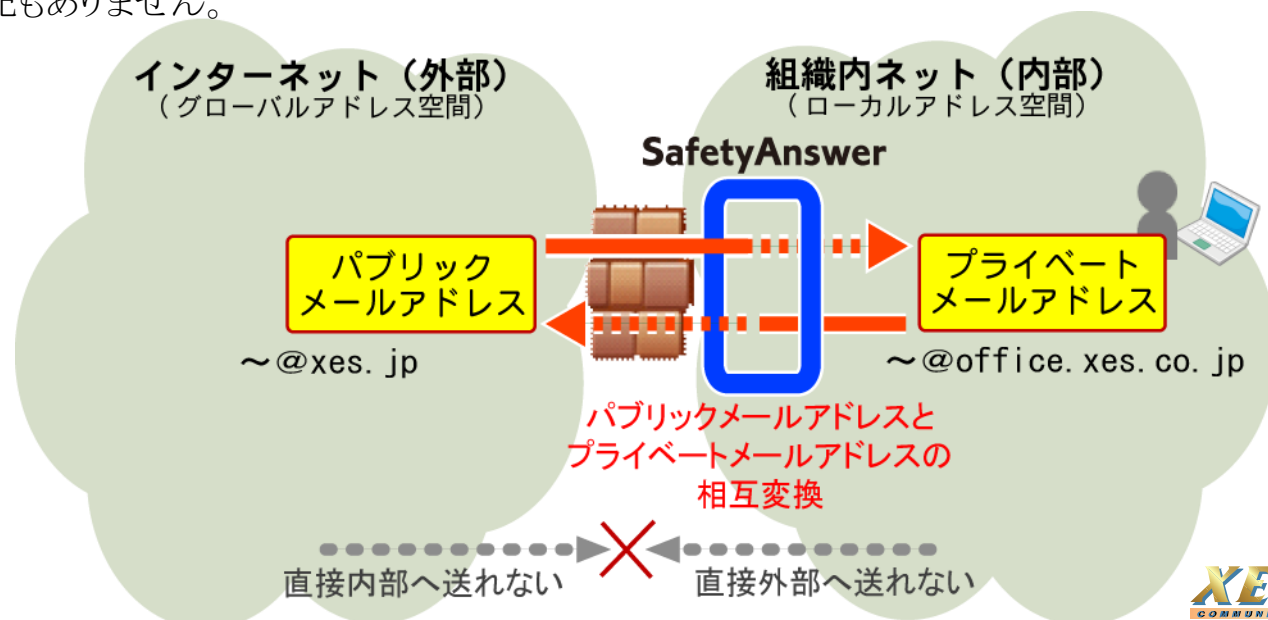 もありません。
インターネット（外部）
（グローバルアドレス空間）
組織内ネット（内部）
（ローカルアドレス空間）
SafetyAnswer
パブリック
メールアドレス
プライベート
メールアドレス
～@xes.jp
～@office.xes.co.jp
パブリックメールアドレスと
プライベートメールアドレスの
相互変換
直接内部へ送れない
直接外部へ送れない